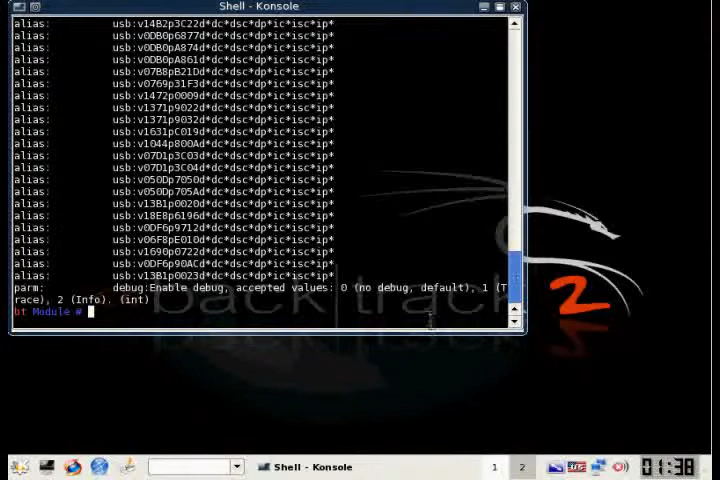 Shell - Konsole
alias:          usb:v14B2p3C22d*dc*dsc*dp*ic*isc*ip*
alias:          usb:v0DB0p6877d*dc*dsc*dp*ic*isc*ip*
alias:          usb:v0DB0pA874d*dc*dsc*dp*ic*isc*ip*
alias:          usb:v0DB0pA861d*dc*dsc*dp*ic*isc*ip*
alias:          usb:v07B8pB21Dd*dc*dsc*dp*ic*isc*ip*
alias:          usb:v0769p31F3d*dc*dsc*dp*ic*isc*ip*
alias:          usb:v1472p0009d*dc*dsc*dp*ic*isc*ip*
alias:          usb:v1371p9022d*dc*dsc*dp*ic*isc*ip*
alias:          usb:v1371p9032d*dc*dsc*dp*ic*isc*ip*
alias:          usb:v1631pC019d*dc*dsc*dp*ic*isc*ip*
alias:          usb:v1044p800Ad*dc*dsc*dp*ic*isc*ip*
alias:          usb:v07D1p3C03d*dc*dsc*dp*ic*isc*ip*
alias:          usb:v07D1p3C04d*dc*dsc*dp*ic*isc*ip*
alias:          usb:v050Dp7050d*dc*dsc*dp*ic*isc*ip*
alias:          usb:v050Dp705Ad*dc*dsc*dp*ic*isc*ip*
alias:          usb:v13B1p0020d*dc*dsc*dp*ic*isc*ip*
alias:          usb:v18E8p6196d*dc*dsc*dp*ic*isc*ip*
alias:          usb:v0DF6p9712d*dc*dsc*dp*ic*isc*ip*
alias:          usb:v06F8pE010d*dc*dsc*dp*ic*isc*ip*
alias:          usb:v1690p0722d*dc*dsc*dp*ic*isc*ip*
alias:          usb:v0DF6p90ACd*dc*dsc*dp*ic*isc*ip*
alias:          usb:v13B1p0023d*dc*dsc*dp*ic*isc*ip*
parm:           debug:Enable debug, accepted values: 0 (no debug, default), 1 (T
race), 2 (Info). (int)
bt Module #
back|track 2
Shell - Konsole
1
2
01:38